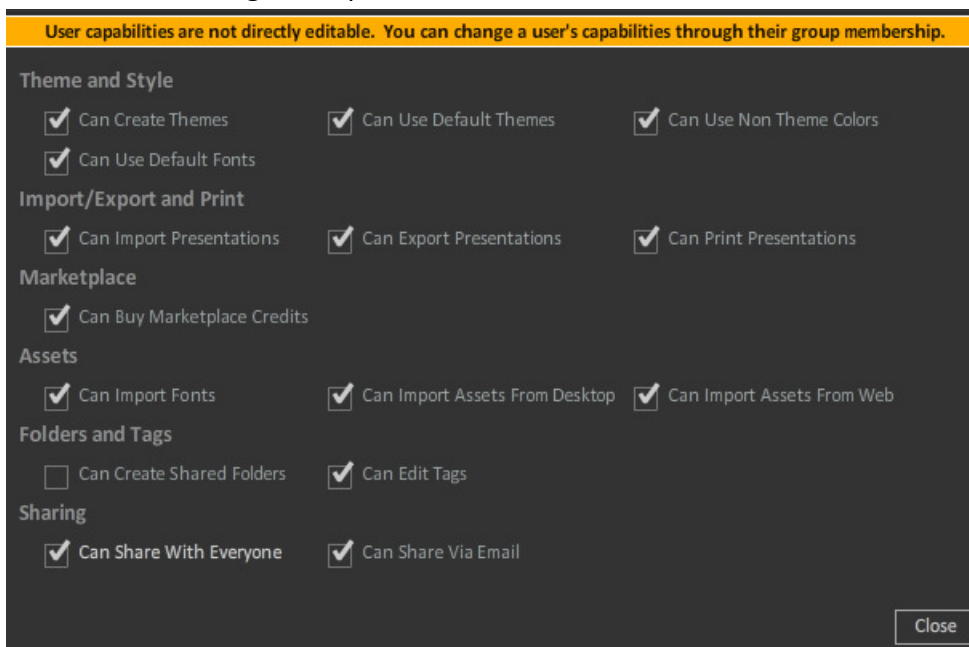 User capabilities are not directly editable. You can change a user's capabilities through their group membership.
Theme and Style
Can Create Themes Can Use Default Themes Can Use Non Theme Colors
Can Use Default Fonts
Import/Export and Print
Can Import Presentations Can Export Presentations Can Print Presentations
Marketplace
Can Buy Marketplace Credits
Assets
Can Import Fonts Can Import Assets From Desktop Can Import Assets From Web
Folders and Tags
Can Create Shared Folders Can Edit Tags
Sharing
Can Share With Everyone Can Share Via Email
Close